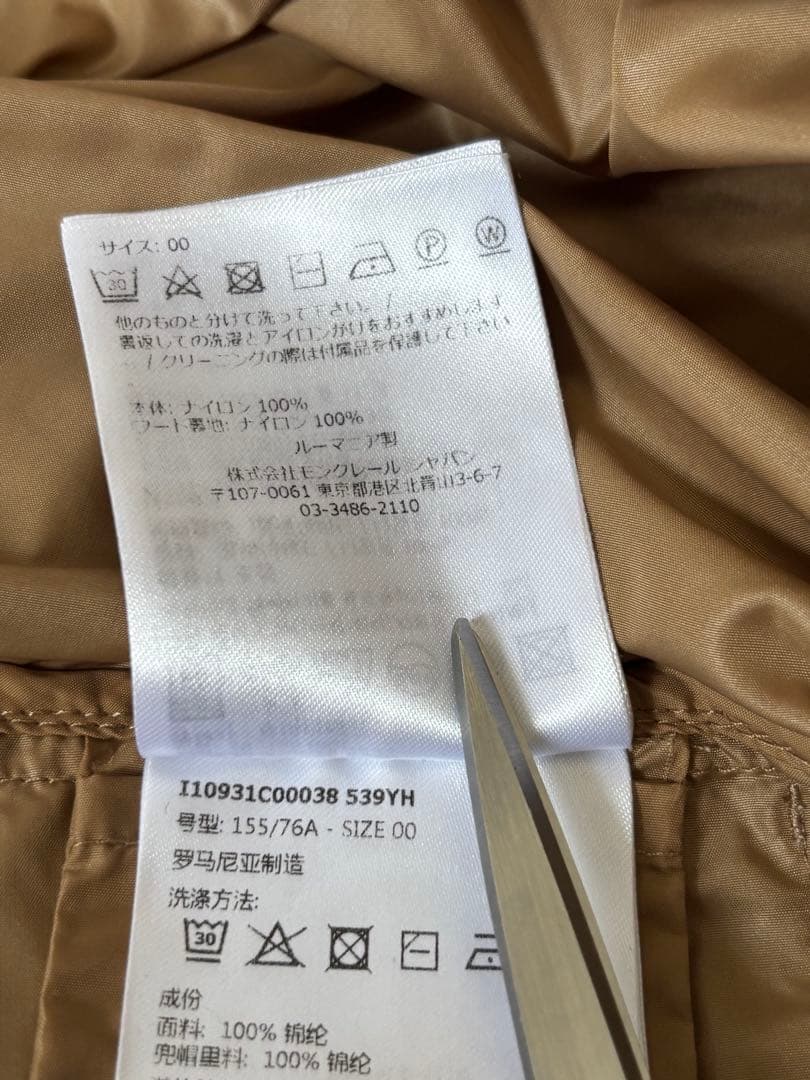 サイズ: 00
30
P
W
他のものと分けて洗って下さい。/
裏返しての洗濯とアイロンがけをおすすめします
/クリーニングの際は付属品を保護して下さい
本体: ナイロン 100%
フード裏地: ナイロン 100%
ルーマニア製
株式会社モンクレール ジャパン
〒107-0061 東京都港区北青山3-6-7
03-3486-2110
I10931C00038 539YH
号型: 155/76A - SIZE 00
罗马尼亚制造
洗涤方法:
30
成份
面料: 100% 锦纶
兜帽里料: 100% 锦纶